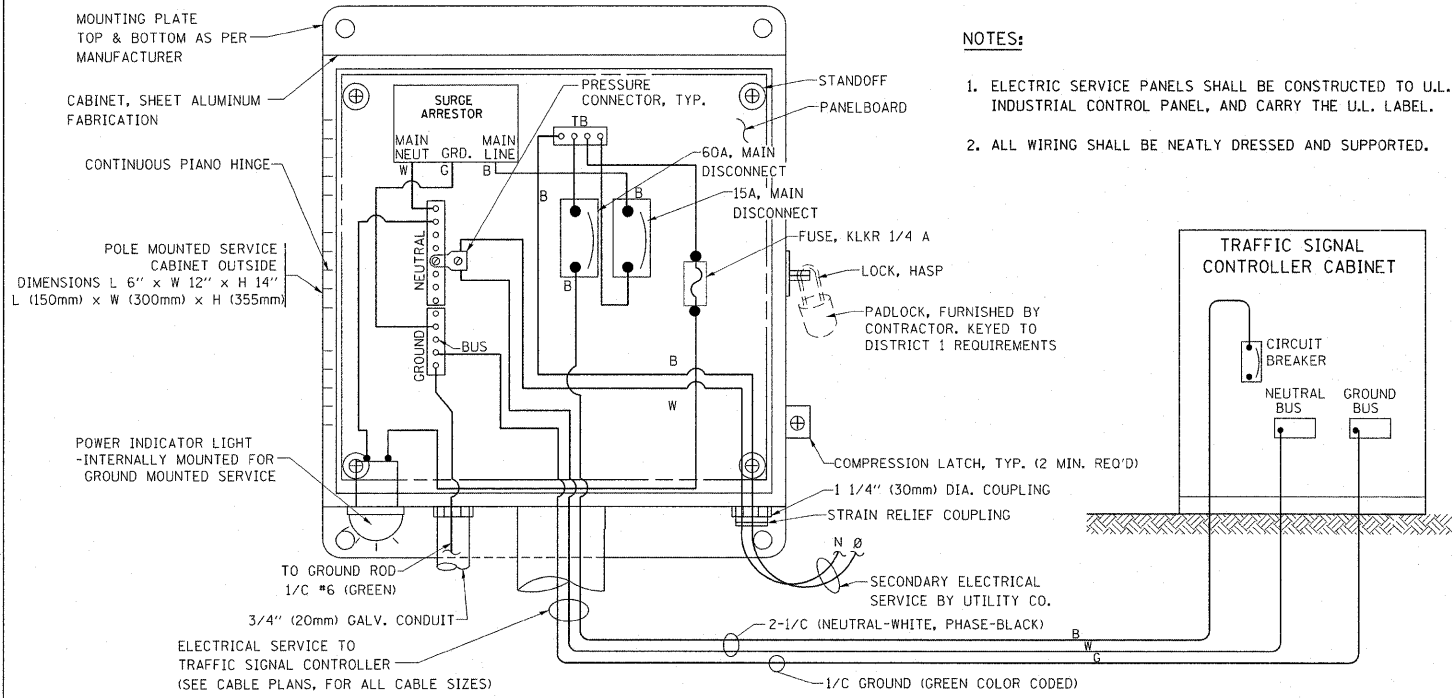 MOUNTING PLATE
TOP & BOTTOM AS PER
MANUFACTURER
CABINET, SHEET ALUMINUM
FABRICATION
CONTINUOUS PIANO HINGE
POLE MOUNTED SERVICE
CABINET OUTSIDE
DIMENSIONS L 6" x W 12" x H 14"
L (150mm) x W (300mm) x H (355mm)
POWER INDICATOR LIGHT
-INTERNALLY MOUNTED FOR
GROUND MOUNTED SERVICE
TO GROUND ROD
1/C #6 (GREEN)
3/4" (20mm) GALV. CONDUIT
ELECTRICAL SERVICE TO
TRAFFIC SIGNAL CONTROLLER
(SEE CABLE PLANS, FOR ALL CABLE SIZES)
SURGE
ARRESTOR
MAIN
NEUT
GRD.
MAIN
LINE
W
G
B
PRESSURE
CONNECTOR, TYP.
TB
60A, MAIN
DISCONNECT
15A, MAIN
DISCONNECT
B
B
B
FUSE, KLKR 1/4 A
NEUTRAL
GROUND
BUS
B
W
STANDOFF
PANELBOARD
LOCK, HASP
PADLOCK, FURNISHED BY
CONTRACTOR. KEYED TO
DISTRICT 1 REQUIREMENTS
COMPRESSION LATCH, TYP. (2 MIN. REQ'D)
1 1/4" (30mm) DIA. COUPLING
STRAIN RELIEF COUPLING
N Ø
SECONDARY ELECTRICAL
SERVICE BY UTILITY CO.
2-1/C (NEUTRAL-WHITE, PHASE-BLACK)
B
W
G
1/C GROUND (GREEN COLOR CODED)
NOTES:
1. ELECTRIC SERVICE PANELS SHALL BE CONSTRUCTED TO U.L.
INDUSTRIAL CONTROL PANEL, AND CARRY THE U.L. LABEL.
2. ALL WIRING SHALL BE NEATLY DRESSED AND SUPPORTED.
TRAFFIC SIGNAL
CONTROLLER CABINET
CIRCUIT
BREAKER
NEUTRAL
BUS
GROUND
BUS